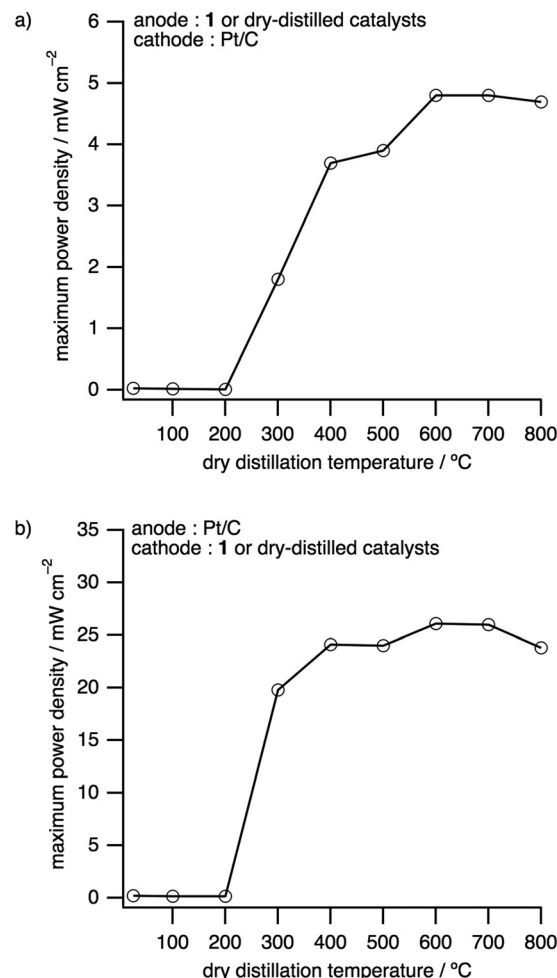 a)
anode : 1 or dry-distilled catalysts
cathode : Pt/C
maximum power density / mW cm⁻²
6
5
4
3
2
1
0
100 200 300 400 500 600 700 800
dry distillation temperature / ºC
b)
anode : Pt/C
cathode : 1 or dry-distilled catalysts
maximum power density / mW cm⁻²
35
30
25
20
15
10
5
0
100 200 300 400 500 600 700 800
dry distillation temperature / ºC